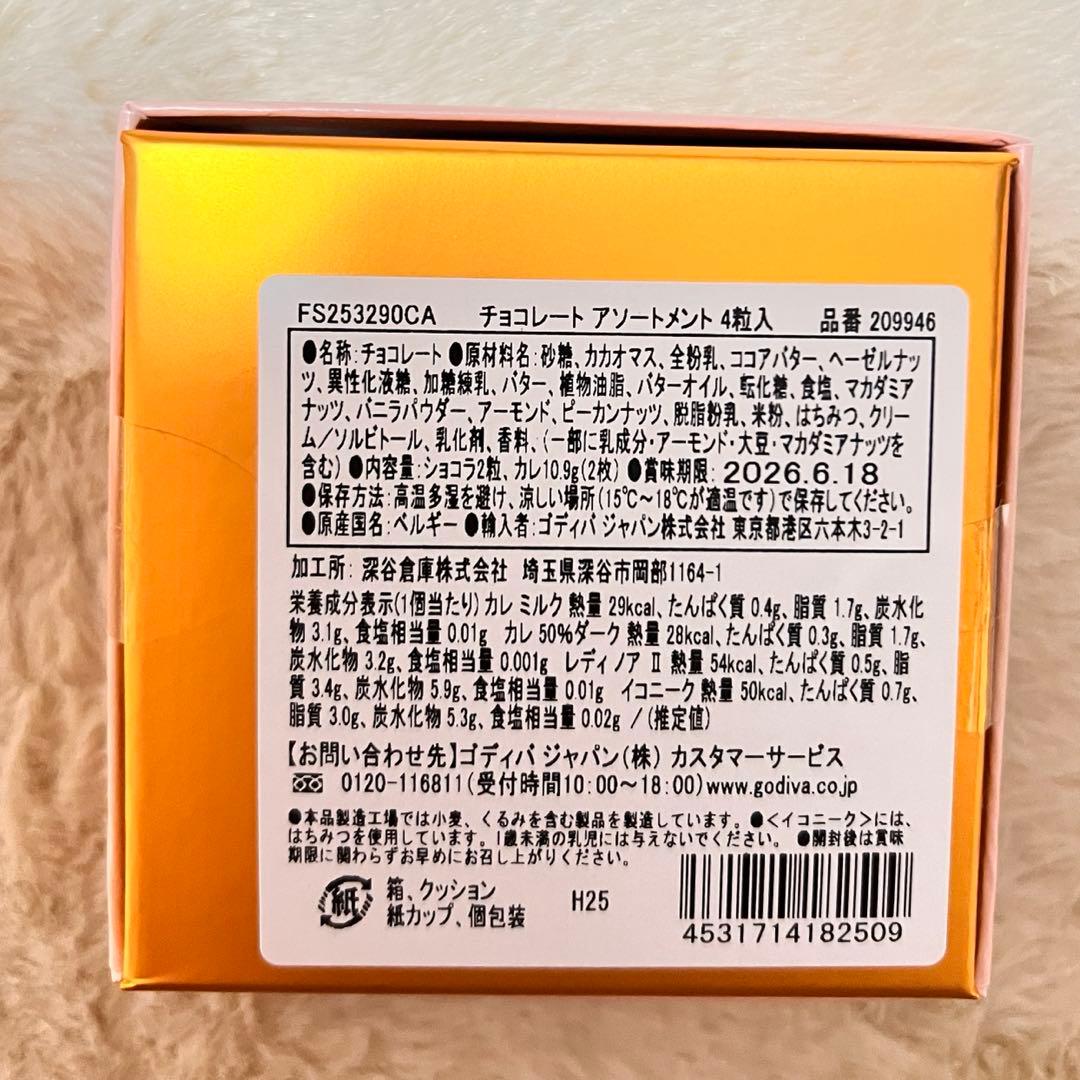 FS253290CA チョコレート アソートメント 4粒入 品番 209946
●名称:チョコレート ●原材料名:砂糖、カカオマス、全粉乳、ココアバター、ヘーゼルナッ
ツ、異性化液糖、加糖練乳、バター、植物油脂、バターオイル、転化糖、食塩、マカダミア
ナッツ、バニラパウダー、アーモンド、ピーカンナッツ、脱脂粉乳、米粉、はちみつ、クリー
ム/ソルビトール、乳化剤、香料、(一部に乳成分・アーモンド・大豆・マカダミアナッツを
含む) ●内容量:ショコラ2粒、カレ10.9g(2枚) ●賞味期限:2026.6.18
●保存方法:高温多湿を避け、涼しい場所(15℃～18℃が適温です)で保存してください。
●原産国名:ベルギー ●輸入者:ゴディバ ジャパン株式会社 東京都港区六本木3-2-1
加工所: 深谷倉庫株式会社 埼玉県深谷市岡部1164-1
栄養成分表示(1個当たり) カレ ミルク 熱量 29kcal、たんぱく質 0.4g、脂質 1.7g、炭水化
物 3.1g、食塩相当量 0.01g カレ 50%ダーク 熱量 28kcal、たんぱく質 0.3g、脂質 1.7g、
炭水化物 3.2g、食塩相当量 0.001g レディ ノア Ⅱ 熱量 54kcal、たんぱく質 0.5g、脂
質 3.4g、炭水化物 5.9g、食塩相当量 0.01g イコニーク 熱量 50kcal、たんぱく質 0.7g、
脂質 3.0g、炭水化物 5.3g、食塩相当量 0.02g /(推定値)
【お問い合わせ先】ゴディバ ジャパン(株) カスタマーサービス
0120-116811(受付時間10:00～18:00)www.godiva.co.jp
●本品製造工場では小麦、くるみを含む製品を製造しています。●<イコニーク>には、
はちみつを使用しています。1歳未満の乳児には与えないでください。 ●開封後は賞味
期限に関わらずお早めにお召し上がりください。
紙 箱、クッション
紙カップ、個包装
H25
4531714182509